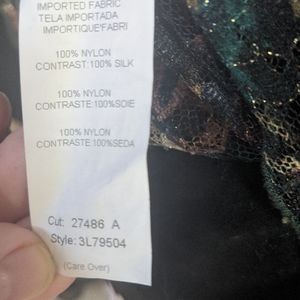 IMPORTED FABRIC
TELA IMPORTADA
IMPORTIQUE'FABRI
100% NYLON
CONTRAST:100% SILK
100% NYLON
CONTRASTE:100%SOIE
100% NYLON
CONTRASTE:100%SEDA
Cut: 27486 A
Style: 3L79504
(Care Over)